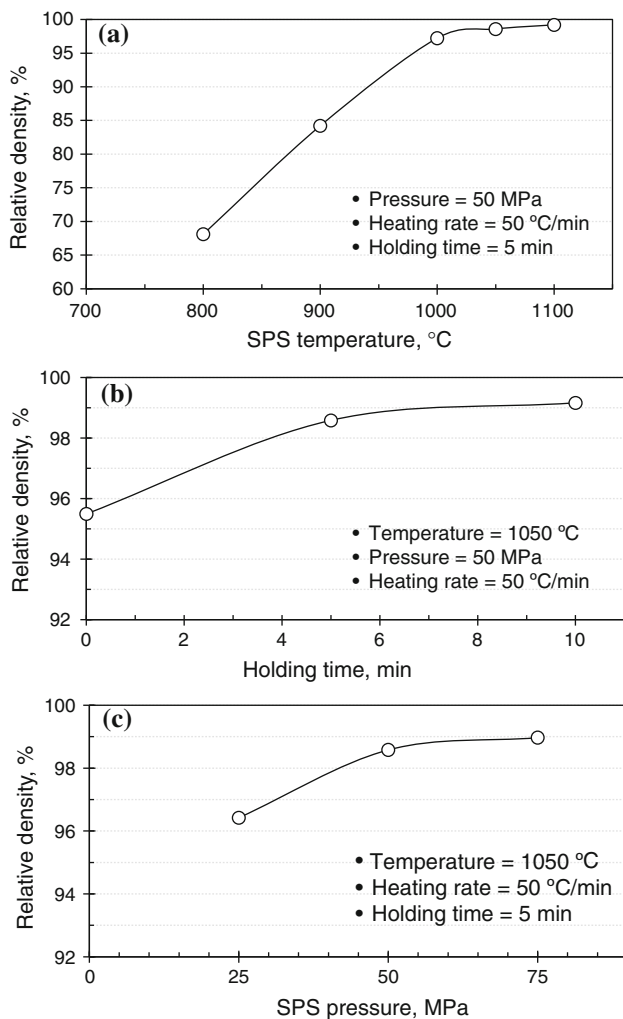 (a)
Relative density, %
100
95
90
85
80
75
70
65
60
• Pressure = 50 MPa
• Heating rate = 50 ºC/min
• Holding time = 5 min
700 800 900 1000 1100
SPS temperature, °C
(b)
Relative density, %
100
98
96
94
92
• Temperature = 1050 ºC
• Pressure = 50 MPa
• Heating rate = 50 ºC/min
0 2 4 6 8 10
Holding time, min
(c)
Relative density, %
100
98
96
94
92
• Temperature = 1050 ºC
• Heating rate = 50 ºC/min
• Holding time = 5 min
0 25 50 75
SPS pressure, MPa